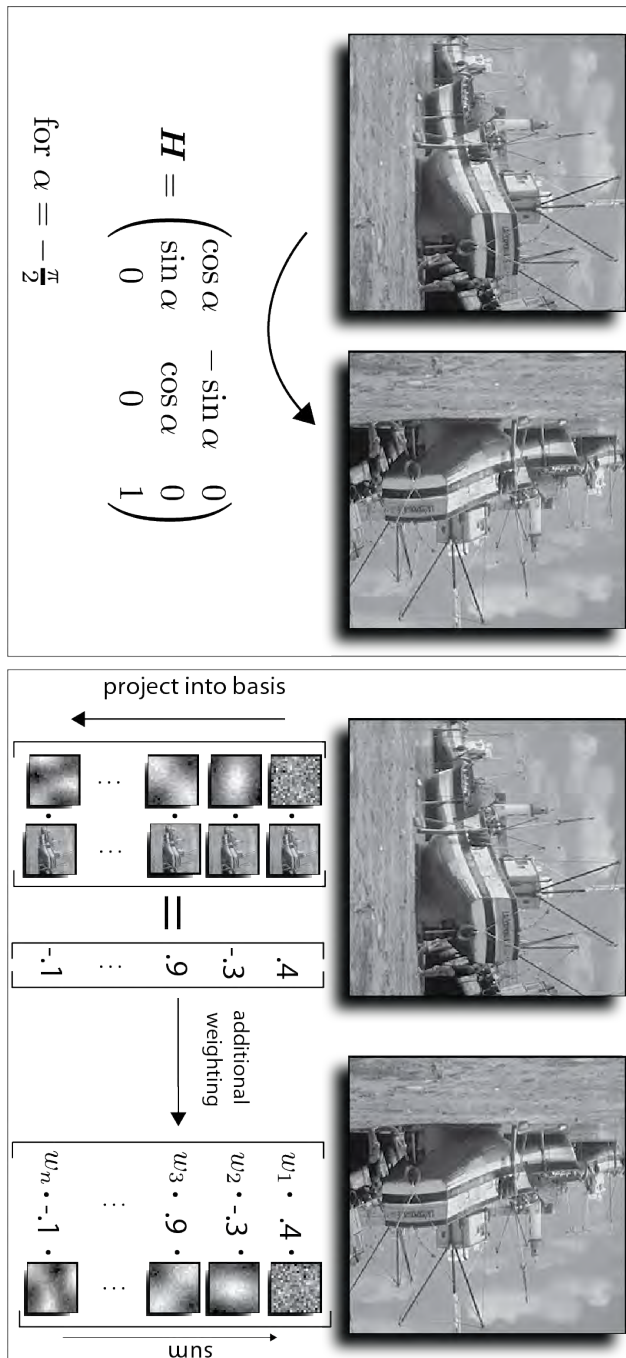 H = ( cos α − sin α 0
sin α cos α 0
0 0 1 )
for α = −π/2
project into basis
· · ... ·
=
.4
-.3
.9
...
-.1
additional
weighting
w₁ · .4 ·
w₂ · -.3 ·
w₃ · .9 ·
...
wₙ · -.1 ·
sum